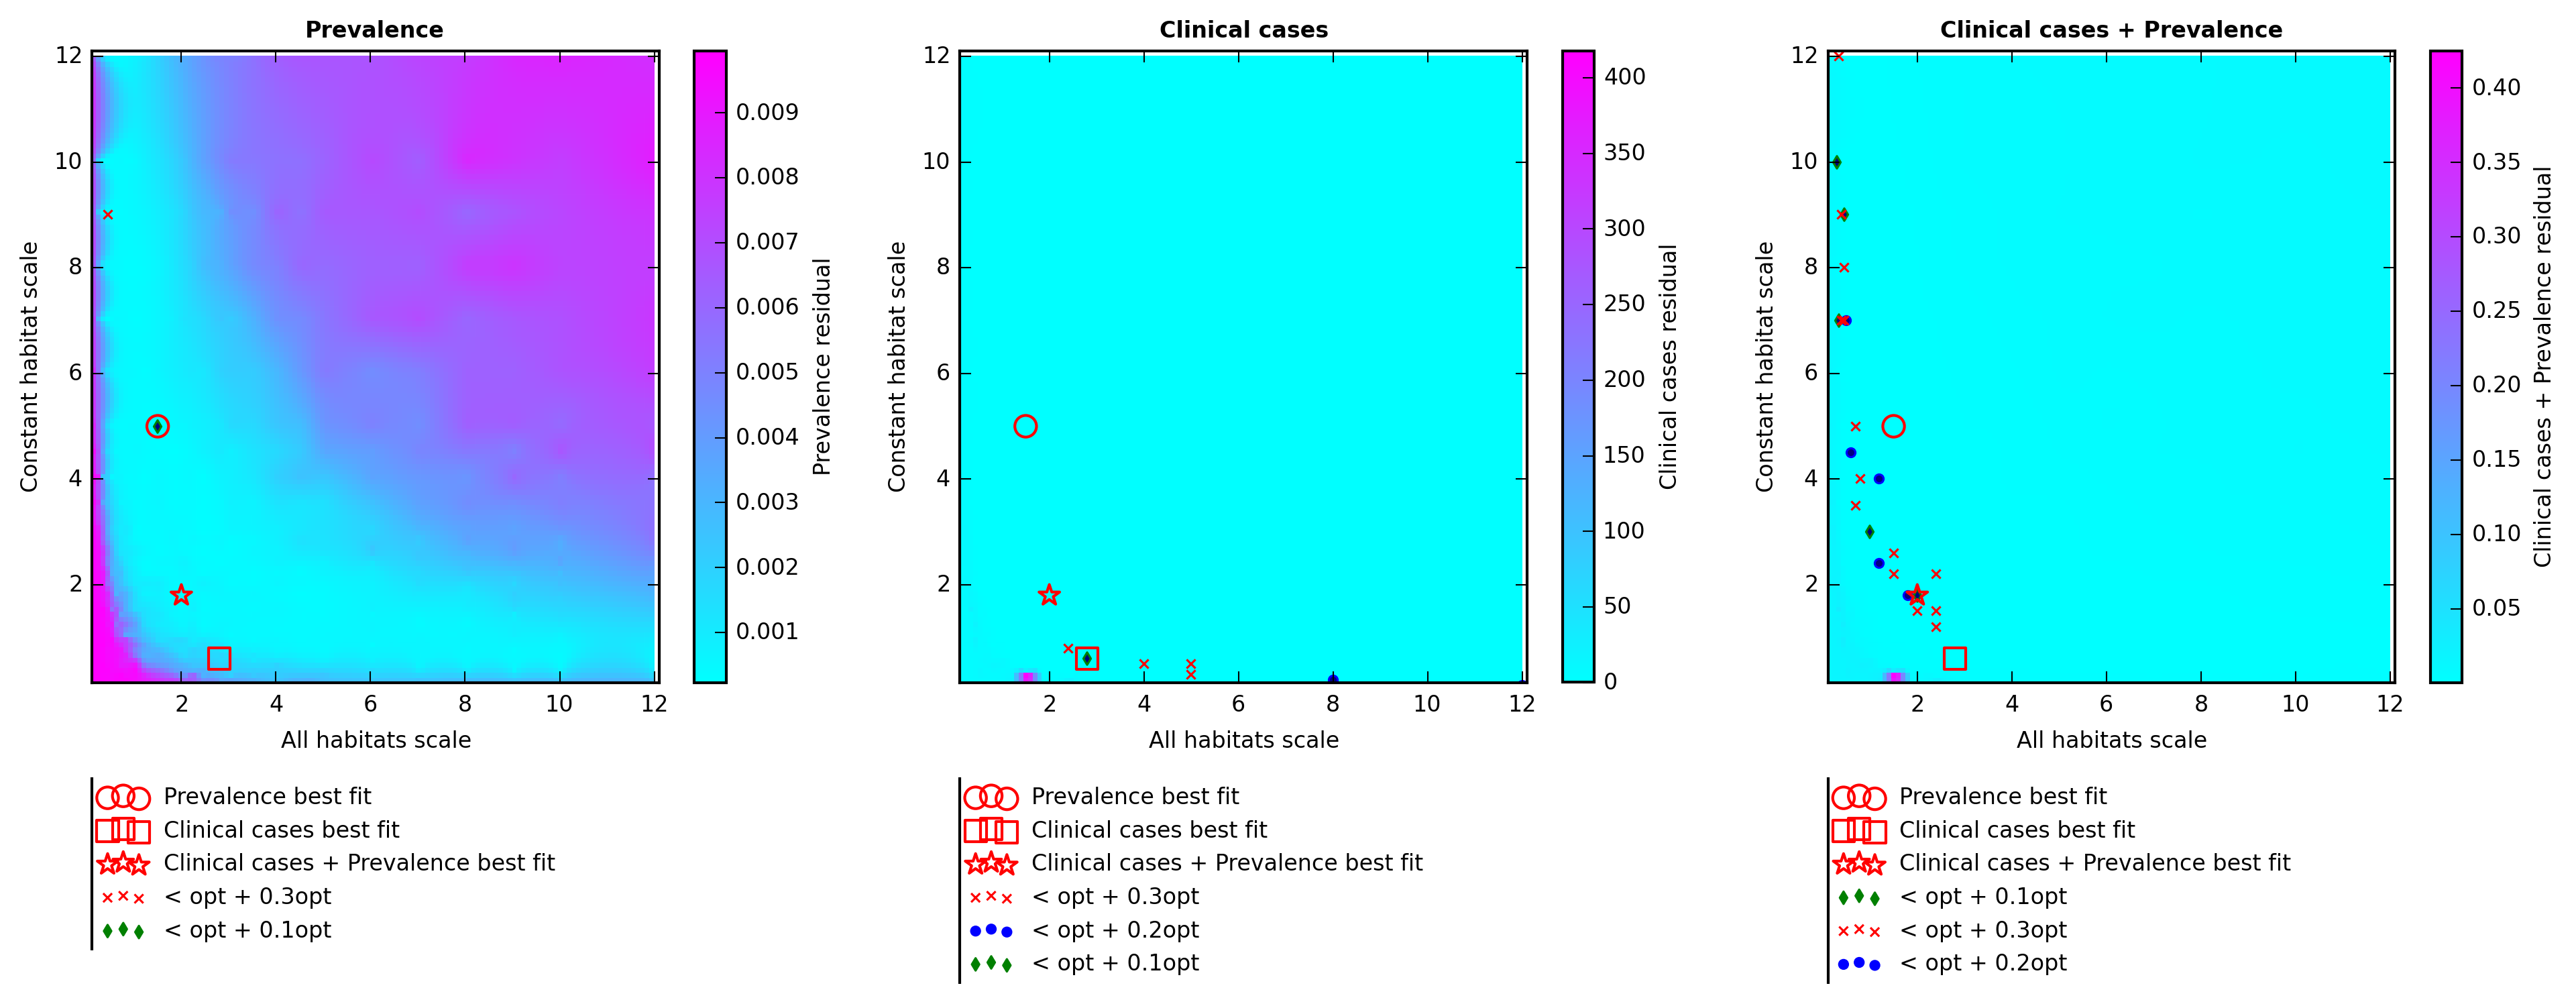 Prevalence
12
10
8
6
4
2
Constant habitat scale
2 4 6 8 10 12
All habitats scale
0.009
0.008
0.007
0.006
0.005
0.004
0.003
0.002
0.001
Prevalence residual
Prevalence best fit
Clinical cases best fit
Clinical cases + Prevalence best fit
< opt + 0.3opt
< opt + 0.1opt
Clinical cases
12
10
8
6
4
2
Constant habitat scale
2 4 6 8 10 12
All habitats scale
400
350
300
250
200
150
100
50
0
Clinical cases residual
Prevalence best fit
Clinical cases best fit
Clinical cases + Prevalence best fit
< opt + 0.3opt
< opt + 0.2opt
< opt + 0.1opt
Clinical cases + Prevalence
12
10
8
6
4
2
Constant habitat scale
2 4 6 8 10 12
All habitats scale
0.40
0.35
0.30
0.25
0.20
0.15
0.10
0.05
Clinical cases + Prevalence residual
Prevalence best fit
Clinical cases best fit
Clinical cases + Prevalence best fit
< opt + 0.1opt
< opt + 0.3opt
< opt + 0.2opt